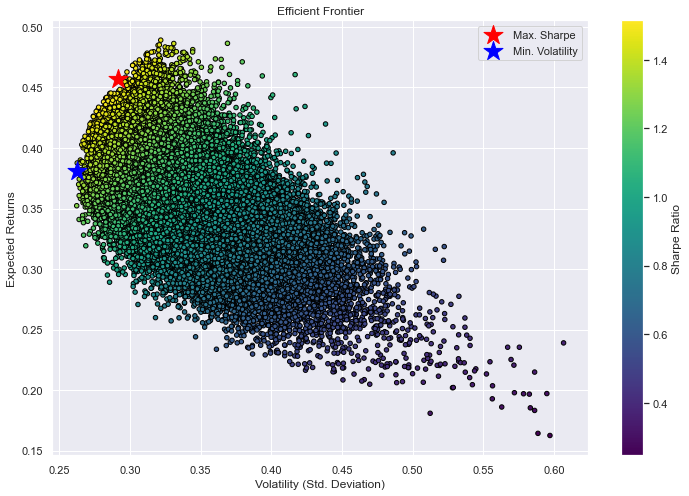 Efficient Frontier
Max. Sharpe
Min. Volatility
Expected Returns
0.50
0.45
0.40
0.35
0.30
0.25
0.20
0.15
0.25 0.30 0.35 0.40 0.45 0.50 0.55 0.60
Volatility (Std. Deviation)
1.4
1.2
1.0
0.8
0.6
0.4
Sharpe Ratio